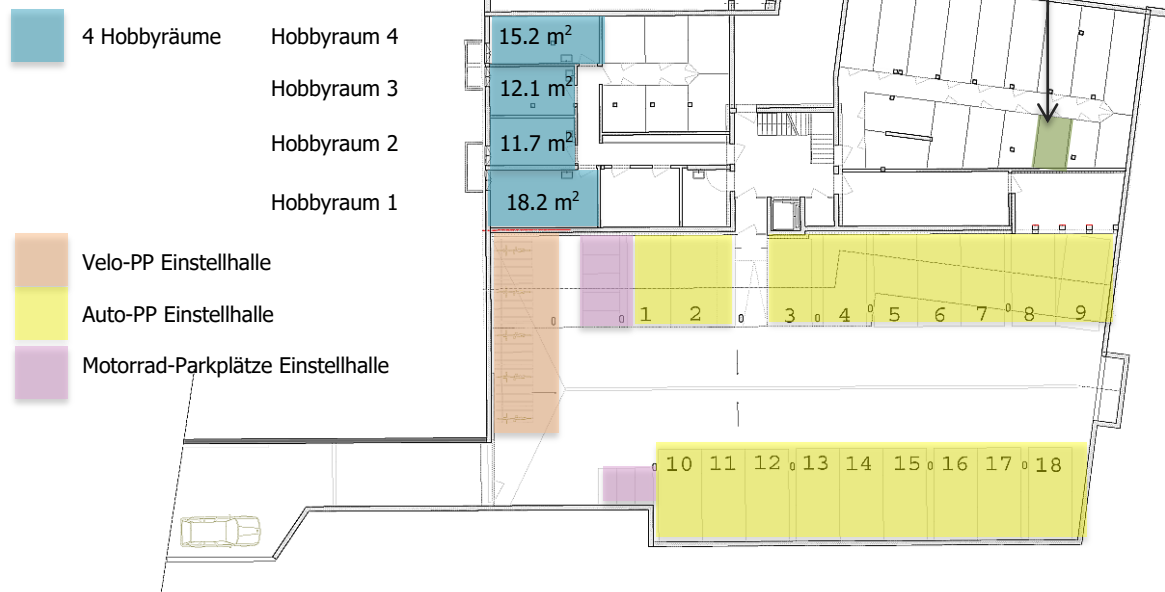 4 Hobbyräume Hobbyraum 4 15.2 m²
Hobbyraum 3 12.1 m²
Hobbyraum 2 11.7 m²
Hobbyraum 1 18.2 m²
Velo-PP Einstellhalle
Auto-PP Einstellhalle
1 2 3 4 5 6 7 8 9
Motorrad-Parkplätze Einstellhalle
10 11 12 13 14 15 16 17 18